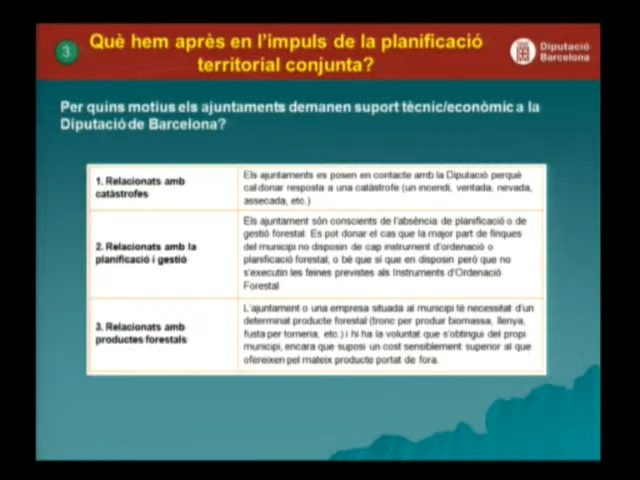 3
Què hem après en l'impuls de la planificació
territorial conjunta?
Diputació
Barcelona
Per quins motius els ajuntaments demanen suport tècnic/econòmic a la
Diputació de Barcelona?
1. Relacionats amb
catàstrofes
Els ajuntaments es posen en contacte amb la Diputació perquè
cal donar resposta a una catàstrofe (un incendi, ventada, nevada,
assecada, etc.)
2. Relacionats amb la
planificació i gestió
Els ajuntament són conscients de l'absència de planificació o de
gestió forestal. Es pot donar el cas que la major part de finques
del municipi no disposin de cap instrument d'ordenació o
planificació forestal, o bé que sí que en disposin però que no
s'executin les feines previstes als Instruments d'Ordenació
Forestal
3. Relacionats amb
productes forestals
L'ajuntament o una empresa situada al municipi té necessitat d'un
determinat producte forestal (tronc per produir biomassa, llenya,
fusta per torneria, etc.) i hi ha la voluntat que s'obtingui del propi
municipi, encara que suposi un cost sensiblement superior al que
ofereixen pel mateix producte portat de fora.